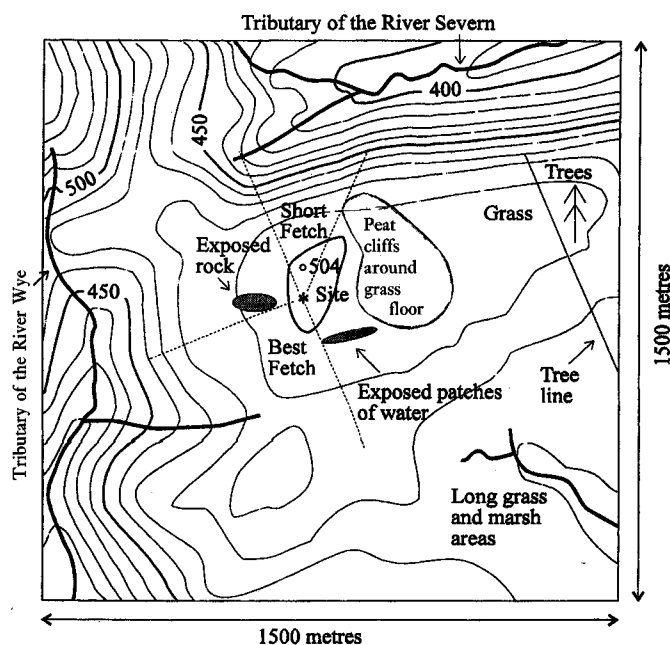 Tributary of the River Severn
400
450
500
Trees
Short
Fetch
Grass
Peat
cliffs
around
grass
floor
Exposed
rock
504
Site
450
Best
Fetch
Exposed patches
of water
Tree
line
Long grass
and marsh
areas
Tributary of the River Wye
1500 metres
1500 metres